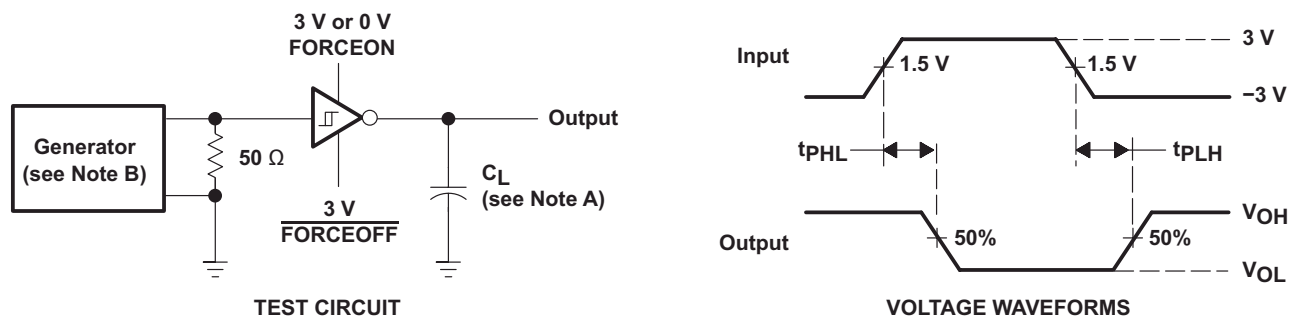 3 V or 0 V
FORCEON
Generator
(see Note B)
50 Ω
3 V
FORCEOFF
CL
(see Note A)
Output
TEST CIRCUIT
Input
1.5 V
1.5 V
3 V
−3 V
tPHL
tPLH
Output
50%
50%
VOH
VOL
VOLTAGE WAVEFORMS